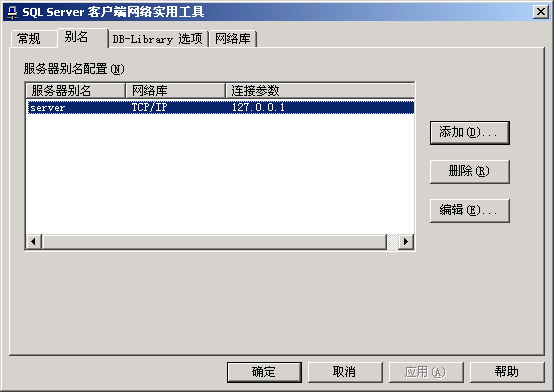 SQL Server 客户端网络实用工具
常规 别名 DB-Library 选项 网络库
服务器别名配置(N)
服务器别名 网络库 连接参数
server TCP/IP 127.0.0.1
添加(D)...
删除(R)
编辑(E)...
确定 取消 应用(A) 帮助